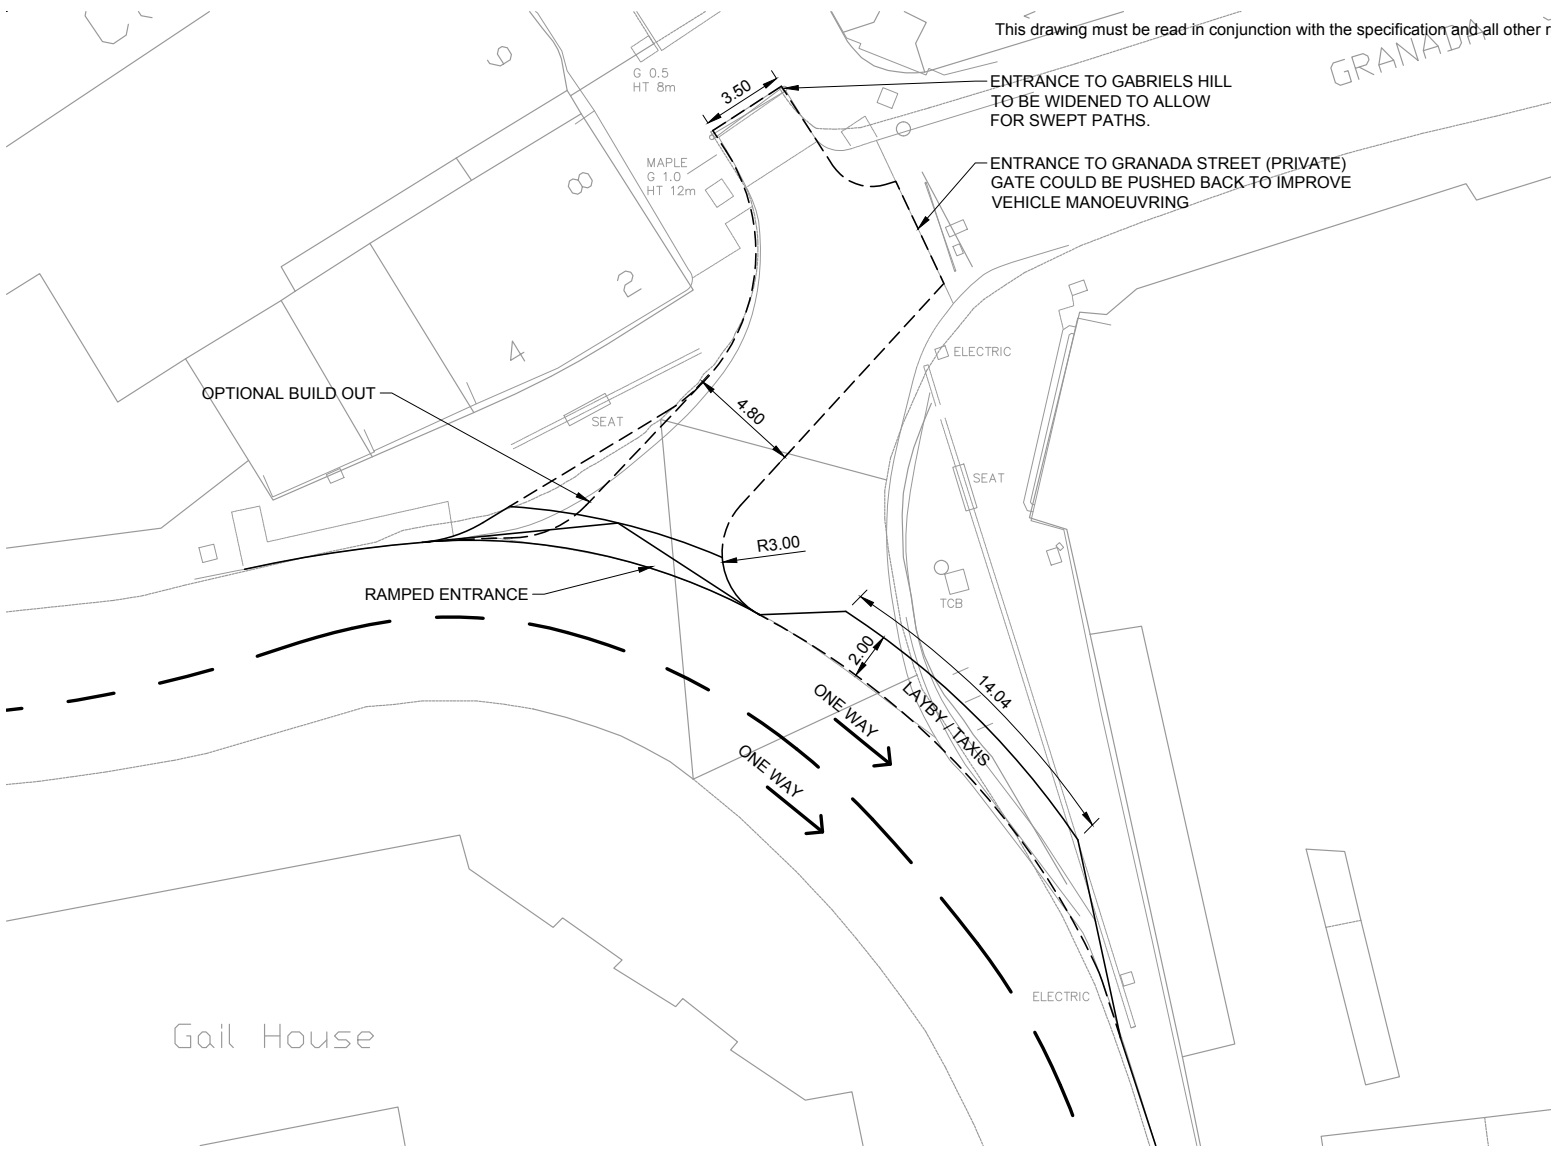 This drawing must be read in conjunction with the specification and all other r
GRANADA
9
G 0.5
HT 8m
3.50
ENTRANCE TO GABRIELS HILL
TO BE WIDENED TO ALLOW
FOR SWEPT PATHS.
MAPLE
G 1.0
HT 12m
8
ENTRANCE TO GRANADA STREET (PRIVATE)
GATE COULD BE PUSHED BACK TO IMPROVE
VEHICLE MANOEUVRING
2
4
ELECTRIC
OPTIONAL BUILD OUT
4.80
SEAT
SEAT
R3.00
RAMPED ENTRANCE
TCB
2.00
14.04
ONE WAY
LAYBY / TAXIS
ONE WAY
ELECTRIC
Gail House